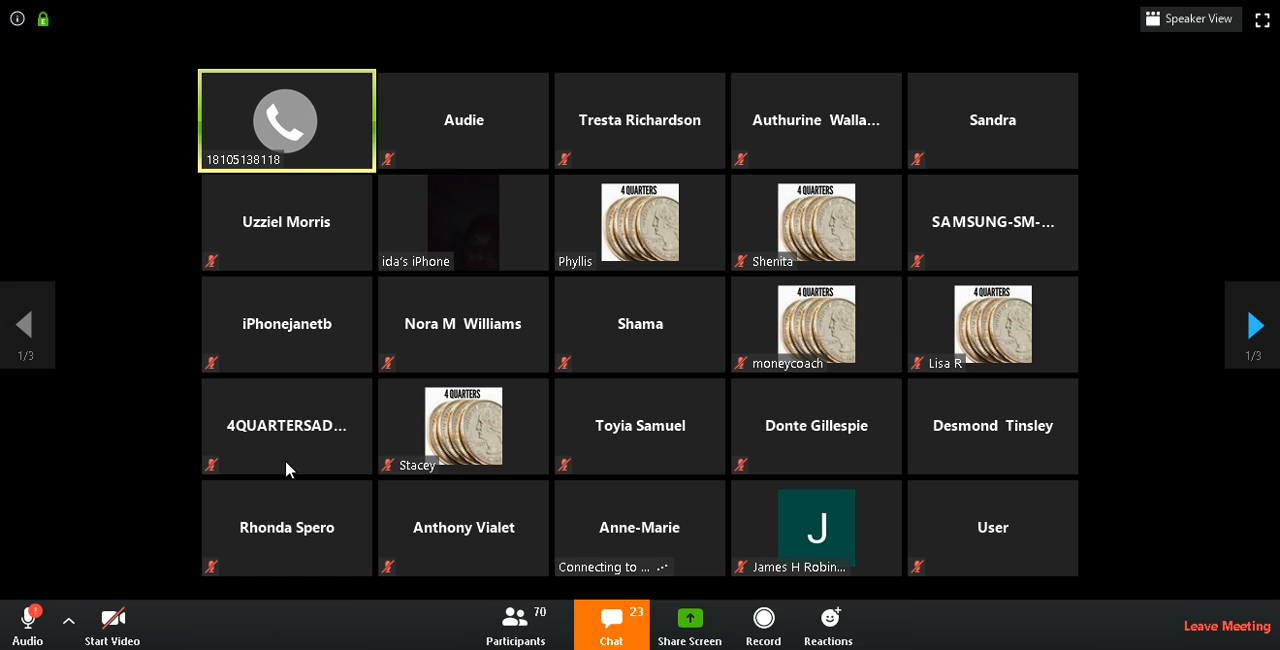 Speaker View
18105138118
Audie
Tresta Richardson
Authurine Walla...
Sandra
Uzziel Morris
ida's iPhone
4 QUARTERS
Phyllis
4 QUARTERS
Shenita
SAMSUNG-SM-...
iPhonejanetb
Nora M Williams
Shama
4 QUARTERS
moneycoach
4 QUARTERS
Lisa R
1/3
1/3
4QUARTERSAD...
4 QUARTERS
Stacey
Toyia Samuel
Donte Gillespie
Desmond Tinsley
Rhonda Spero
Anthony Vialet
Anne-Marie
Connecting to ...
J
James H Robin...
User
Audio
Start Video
70
Participants
23
Chat
Share Screen
Record
Reactions
Leave Meeting